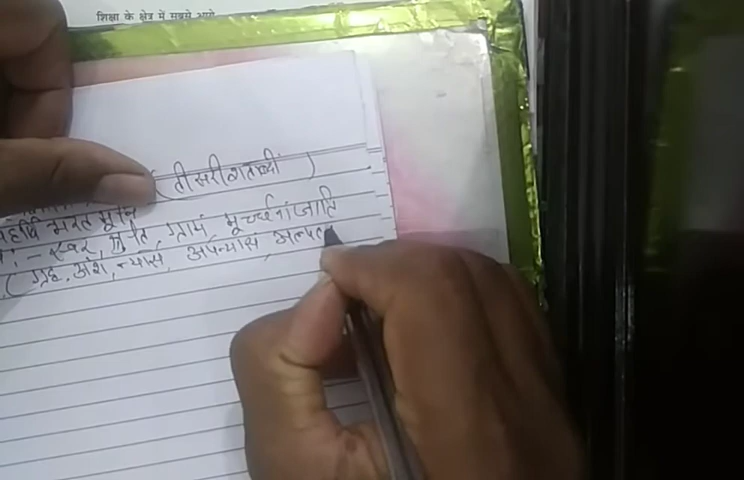 शिक्षा के क्षेत्र में सबसे आगे
(तीसरी शताब्दी )
महर्षि भरत मुनि
- स्वर, श्रुति, ग्राम मूर्च्छनां जाति
( ग्रह, अंश, न्यास, अपन्यास, अल्पत्